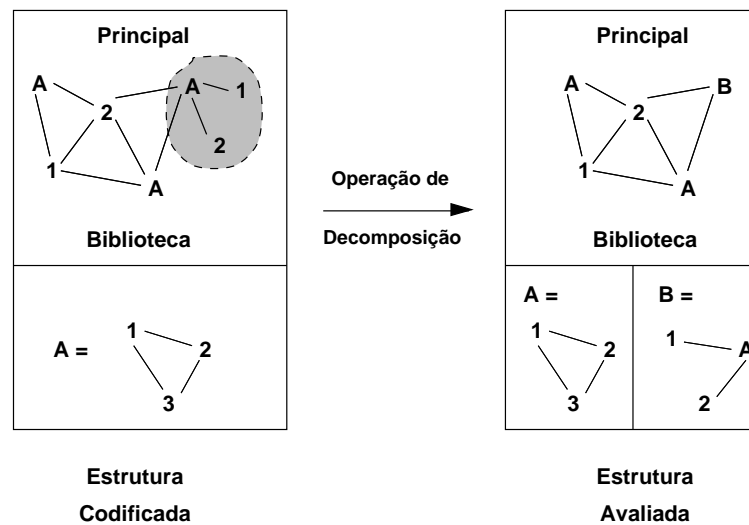 Principal
A
2
A
1
2
1
A
Biblioteca
A =
1
2
3
Estrutura
Codificada
Operação de
Decomposição
Principal
A
2
B
1
A
Biblioteca
A =
1
2
3
B =
1
A
2
Estrutura
Avaliada